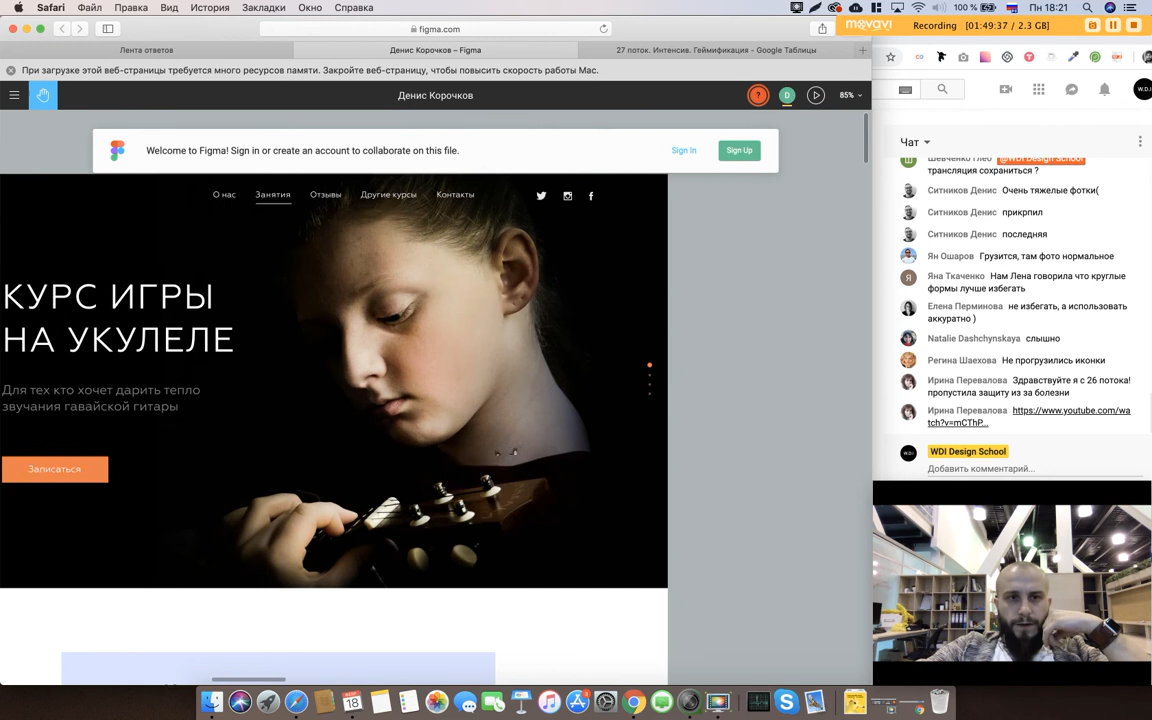 Safari Файл Правка Вид История Закладки Окно Справка
100 % Пн 18:21
figma.com
movavi Recording [01:49:37 / 2.3 GB]
Лента ответов
Денис Корочков – Figma
27 поток. Интенсив. Геймификация - Google Таблицы
При загрузке этой веб-страницы требуется много ресурсов памяти. Закройте веб-страницу, чтобы повысить скорость работы Mac.
Денис Корочков
?
D
85%
Welcome to Figma! Sign in or create an account to collaborate on this file.
Sign In
Sign Up
О нас Занятия Отзывы Другие курсы Контакты
КУРС ИГРЫ
НА УКУЛЕЛЕ
Для тех кто хочет дарить тепло
звучания гавайской гитары
Записаться
W.D.I
Чат
Шевченко Глеб @WDI Design School
трансляция сохраниться ?
Ситников Денис Очень тяжелые фотки(
Ситников Денис прикрпил
Ситников Денис последняя
Ян Ошаров Грузится, там фото нормальное
Яна Ткаченко Нам Лена говорила что круглые
формы лучше избегать
Елена Перминова не избегать, а использовать
аккуратно )
Natalie Dashchynskaya слышно
Регина Шаехова Не прогрузились иконки
Ирина Перевалова Здравствуйте я с 26 потока!
пропустила защиту из за болезни
Ирина Перевалова https://www.youtube.com/wa
tch?v=mCThP...
WDI Design School
Добавить комментарий...
18